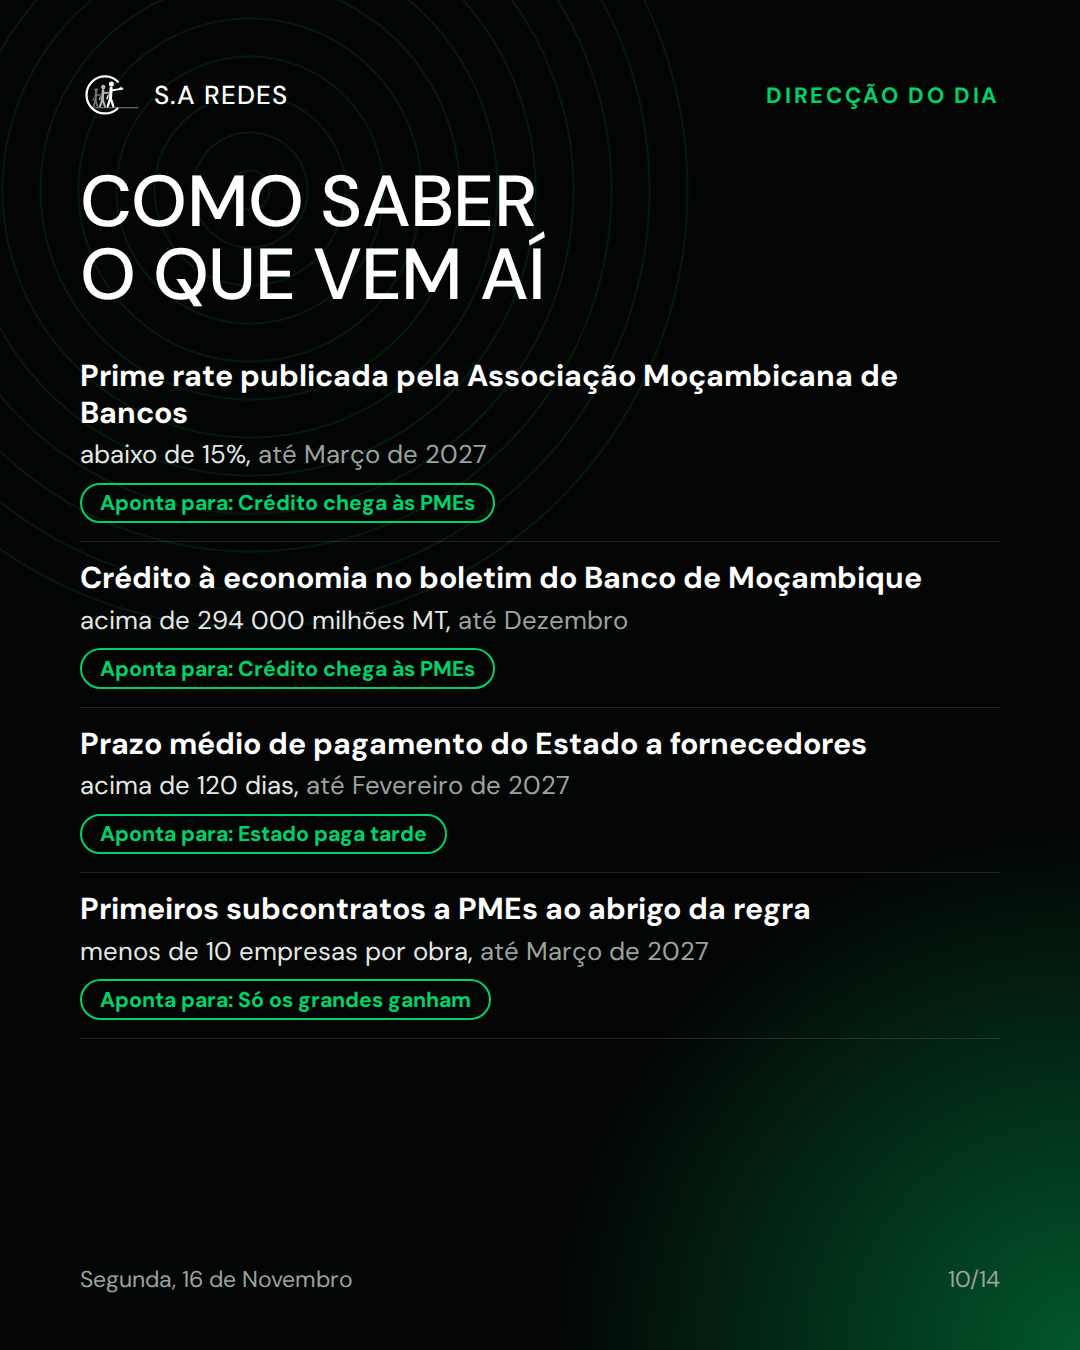 S.A REDES
DIRECÇÃO DO DIA
COMO SABER
O QUE VEM AÍ
Prime rate publicada pela Associação Moçambicana de
Bancos
abaixo de 15%, até Março de 2027
Aponta para: Crédito chega às PMEs
Crédito à economia no boletim do Banco de Moçambique
acima de 294 000 milhões MT, até Dezembro
Aponta para: Crédito chega às PMEs
Prazo médio de pagamento do Estado a fornecedores
acima de 120 dias, até Fevereiro de 2027
Aponta para: Estado paga tarde
Primeiros subcontratos a PMEs ao abrigo da regra
menos de 10 empresas por obra, até Março de 2027
Aponta para: Só os grandes ganham
Segunda, 16 de Novembro
10/14